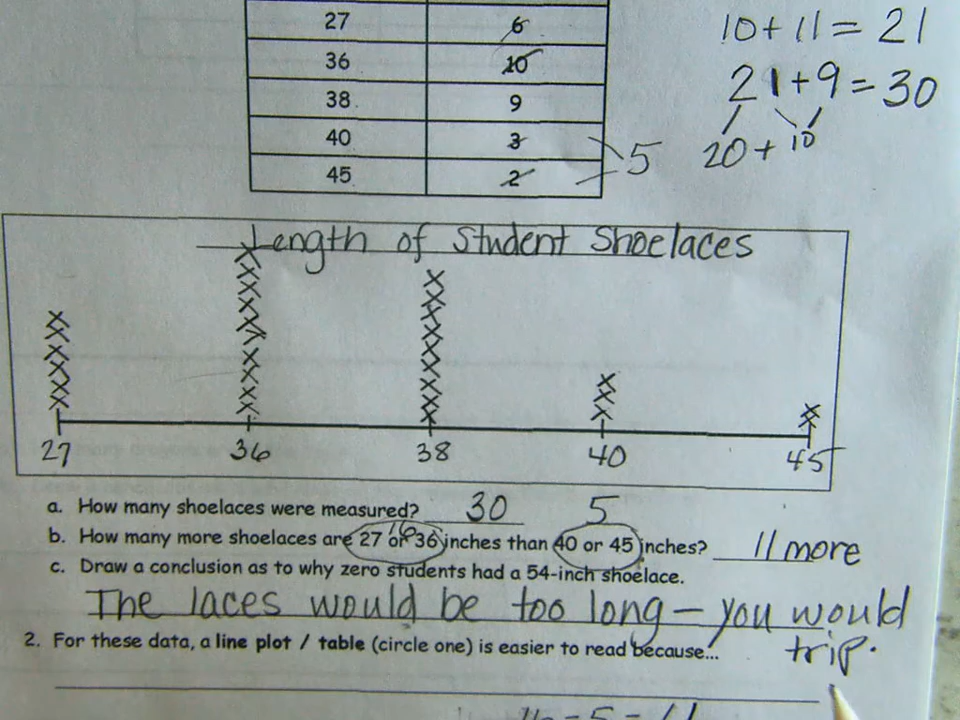 27 6
36 10
38 9
40 3
45 2
5
10+11=21
21+9=30
20+10
Length of Student Shoelaces
27 36 38 40 45
a. How many shoelaces were measured? 30
5
16
b. How many more shoelaces are 27 or 36 inches than 40 or 45 inches? 11 more
c. Draw a conclusion as to why zero students had a 54-inch shoelace.
The laces would be too long — you would
trip.
2. For these data, a line plot / table (circle one) is easier to read because...
16-5=11